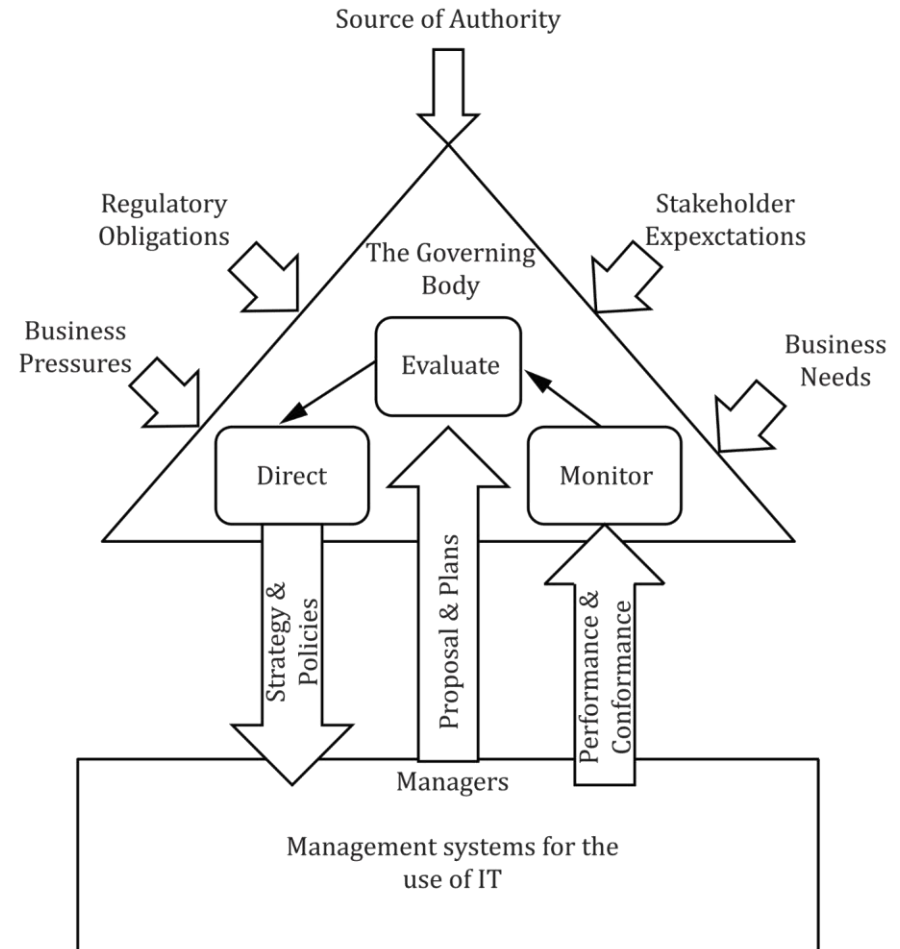 Source of Authority
Regulatory
Obligations
Stakeholder
Expexctations
The Governing
Body
Business
Pressures
Business
Needs
Evaluate
Direct
Monitor
Strategy &
Policies
Proposal & Plans
Performance &
Conformance
Managers
Management systems for the
use of IT